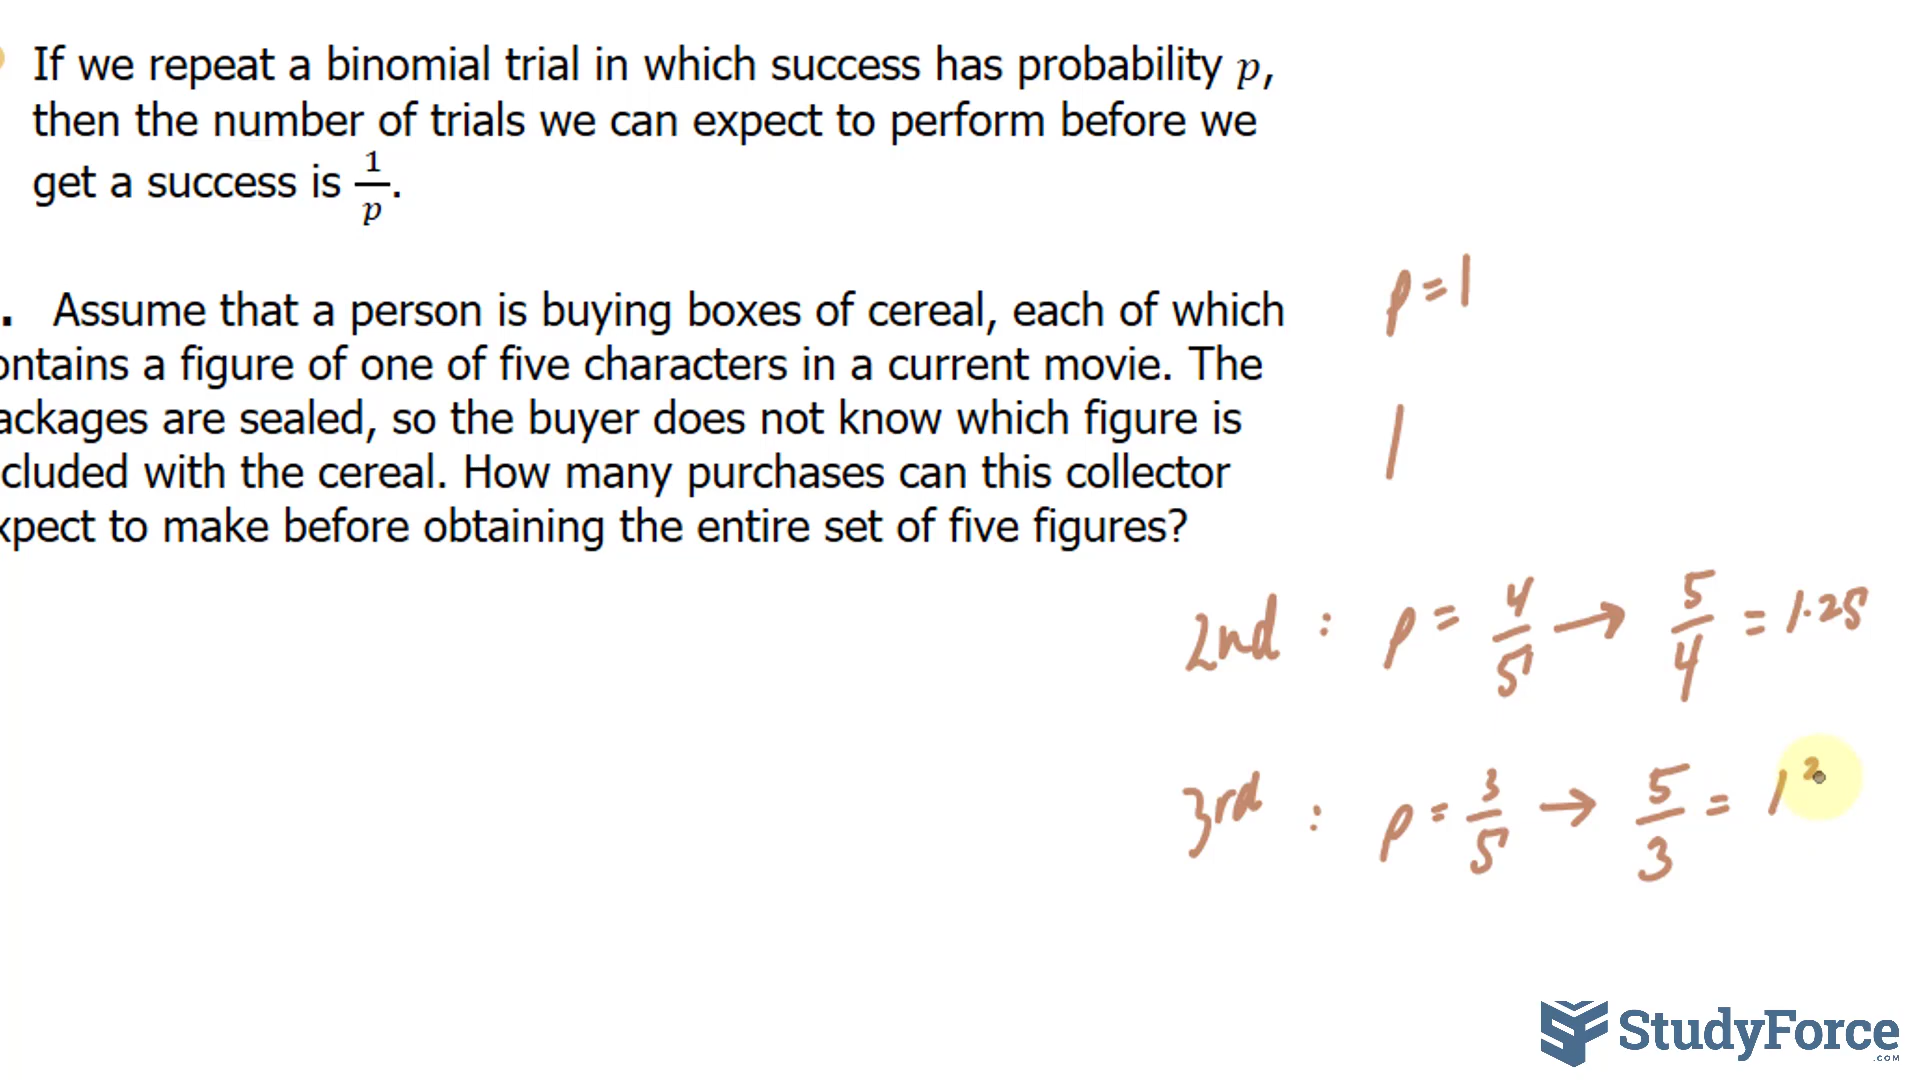 If we repeat a binomial trial in which success has probability p,
then the number of trials we can expect to perform before we
get a success is 1/p.
. Assume that a person is buying boxes of cereal, each of which
ontains a figure of one of five characters in a current movie. The
ackages are sealed, so the buyer does not know which figure is
cluded with the cereal. How many purchases can this collector
xpect to make before obtaining the entire set of five figures?
p = 1
1
2nd : p = 4/5 → 5/4 = 1.25
3rd : p = 3/5 → 5/3 = 1 2
StudyForce
.COM